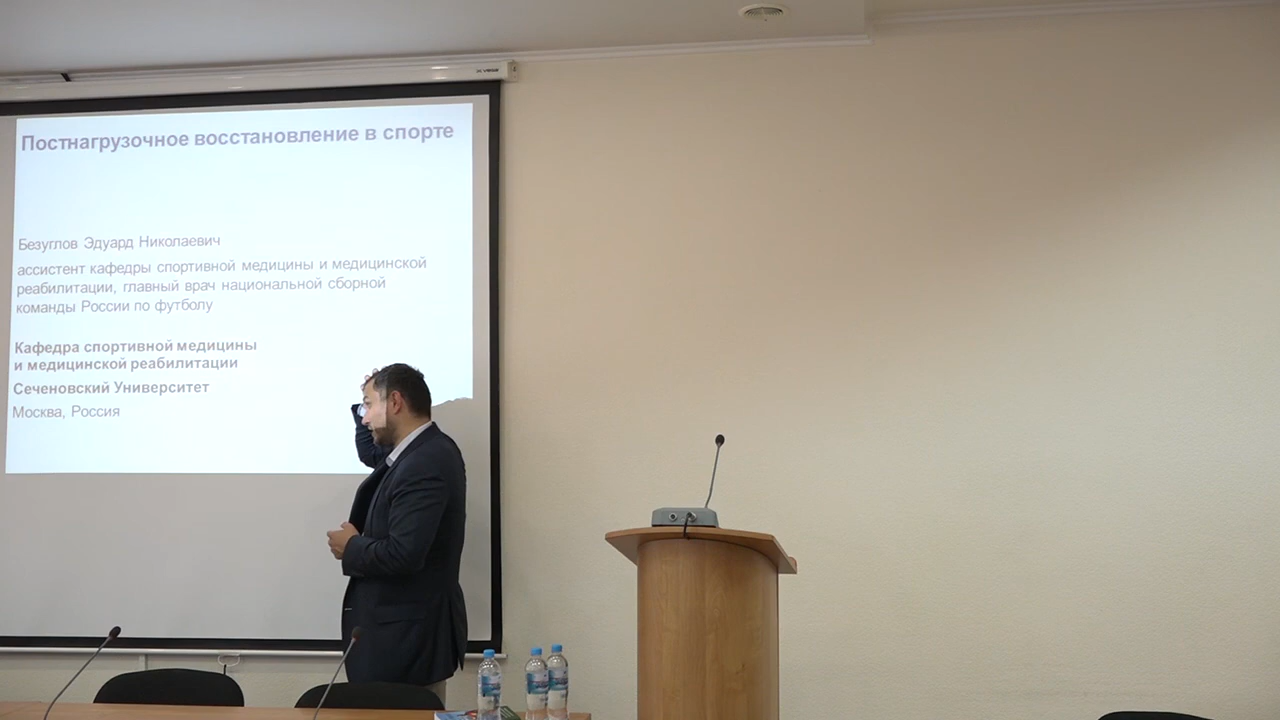 Постнагрузочное восстановление в спорте
Безуглов Эдуард Николаевич
ассистент кафедры спортивной медицины и медицинской
реабилитации, главный врач национальной сборной
команды России по футболу
Кафедра спортивной медицины
и медицинской реабилитации
Сеченовский Университет
Москва, Россия